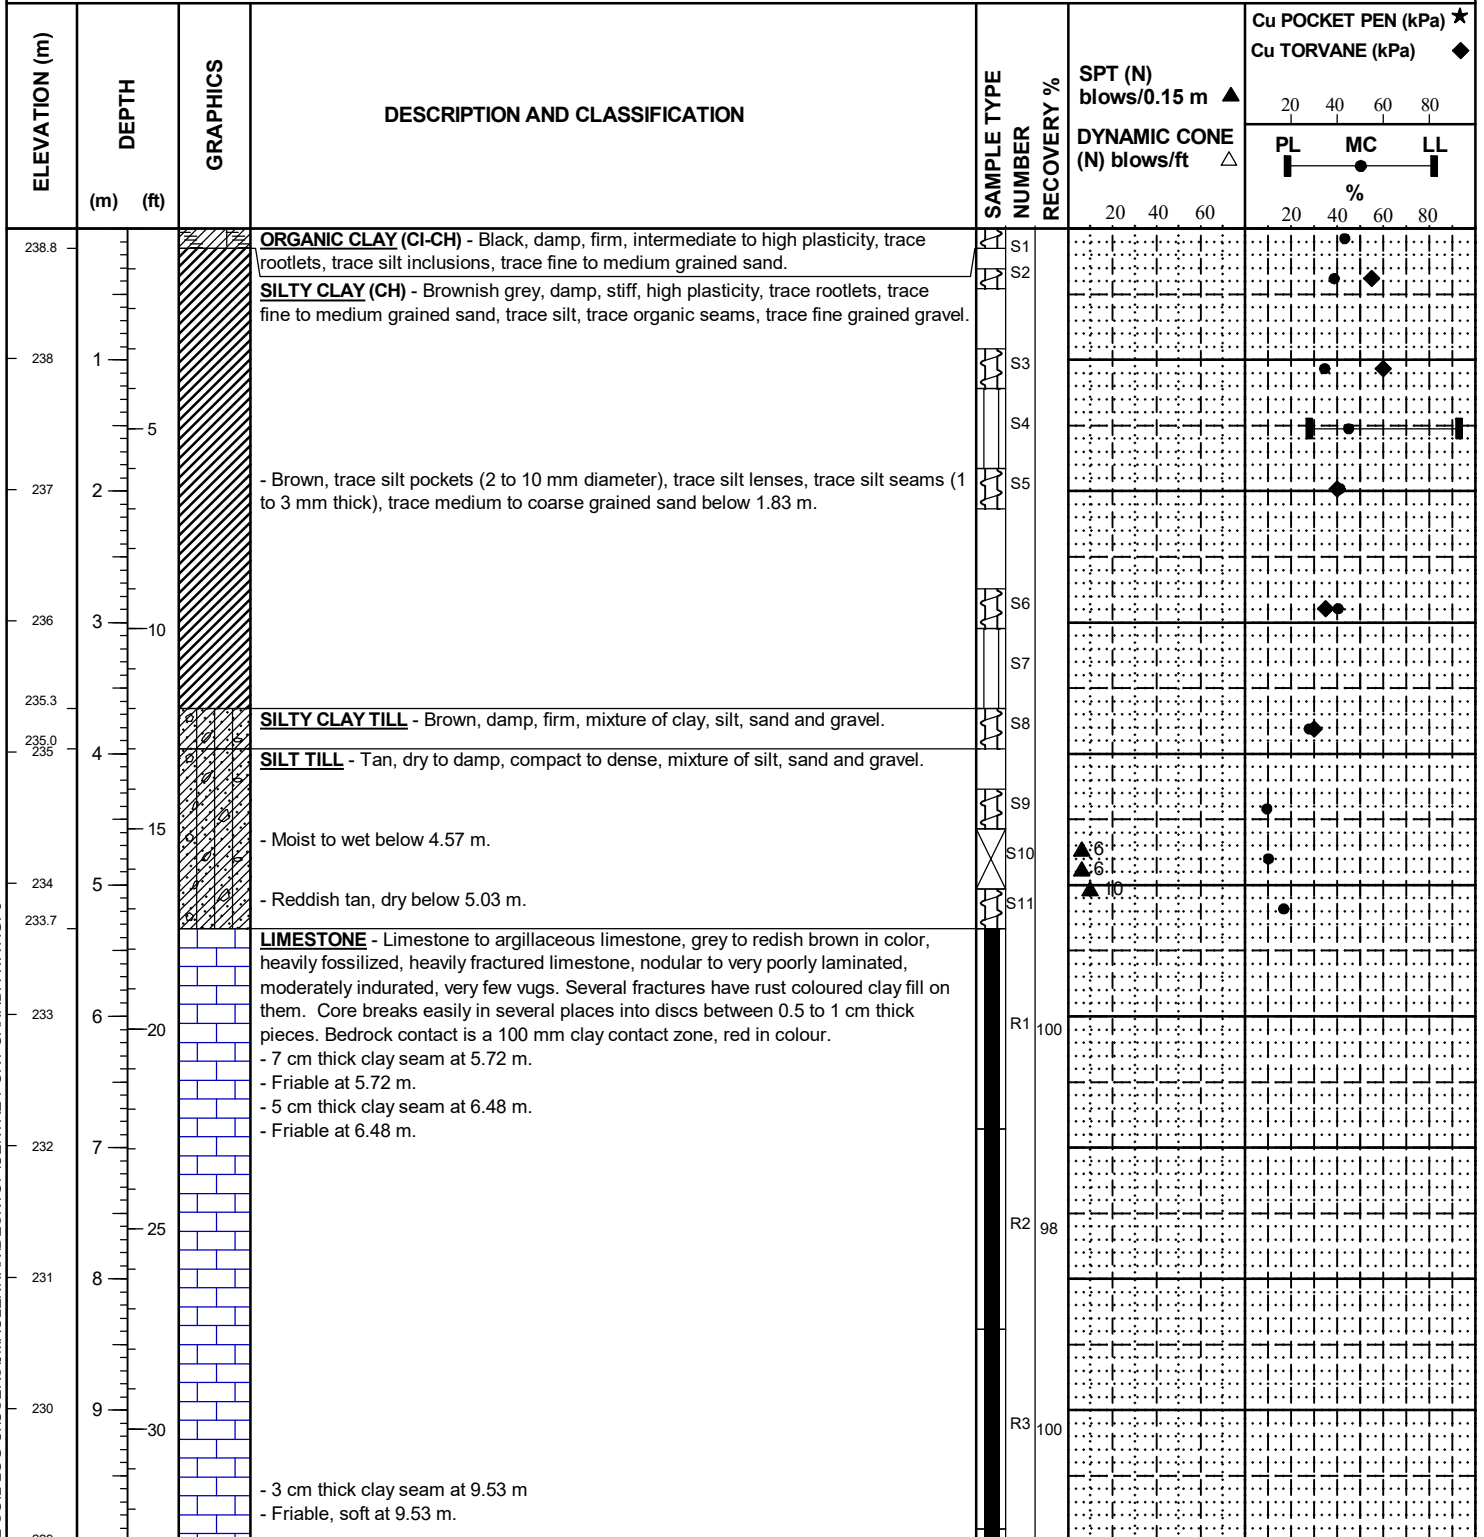 ELEVATION (m)
DEPTH
(m) (ft)
GRAPHICS
DESCRIPTION AND CLASSIFICATION
SAMPLE TYPE
NUMBER
RECOVERY %
SPT (N)
blows/0.15 m
DYNAMIC CONE
(N) blows/ft
20 40 60
Cu POCKET PEN (kPa)
Cu TORVANE (kPa)
20 40 60 80
PL MC LL
%
20 40 60 80
ORGANIC CLAY (CI-CH) - Black, damp, firm, intermediate to high plasticity, trace
238.8
S1
rootlets, trace silt inclusions, trace fine to medium grained sand.
S2
SILTY CLAY (CH) - Brownish grey, damp, stiff, high plasticity, trace rootlets, trace
fine to medium grained sand, trace silt, trace organic seams, trace fine grained gravel.
238 1
S3
5
S4
- Brown, trace silt pockets (2 to 10 mm diameter), trace silt lenses, trace silt seams (1
S5
237 2
to 3 mm thick), trace medium to coarse grained sand below 1.83 m.
S6
236 3 10
S7
235.3
SILTY CLAY TILL - Brown, damp, firm, mixture of clay, silt, sand and gravel.
S8
235.0
235 4
SILT TILL - Tan, dry to damp, compact to dense, mixture of silt, sand and gravel.
S9
15
- Moist to wet below 4.57 m.
S10
6
6
234 5
10
- Reddish tan, dry below 5.03 m.
S11
233.7
LIMESTONE - Limestone to argillaceous limestone, grey to redish brown in color,
heavily fossilized, heavily fractured limestone, nodular to very poorly laminated,
moderately indurated, very few vugs. Several fractures have rust coloured clay fill on
them. Core breaks easily in several places into discs between 0.5 to 1 cm thick
233 6 20
R1 100
pieces. Bedrock contact is a 100 mm clay contact zone, red in colour.
- 7 cm thick clay seam at 5.72 m.
- Friable at 5.72 m.
- 5 cm thick clay seam at 6.48 m.
- Friable at 6.48 m.
232 7
25
R2 98
231 8
230 9
30
R3 100
- 3 cm thick clay seam at 9.53 m
- Friable, soft at 9.53 m.